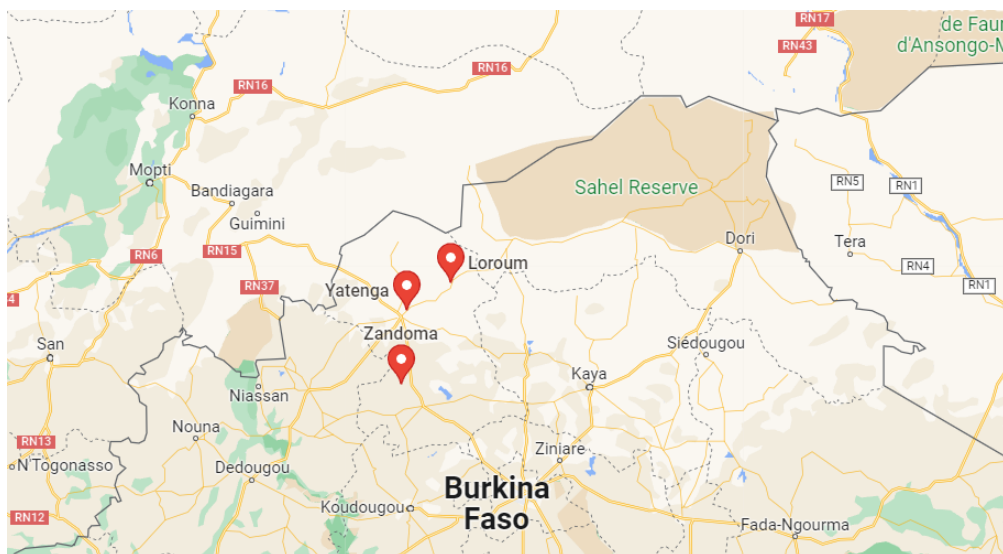 RN17
de Faun
d'Ansongo-M
RN43
RN16
RN16
Konna
Mopti
Bandiagara
Guimini
Sahel Reserve
RN5
RN1
Dori
Tera
RN6
RN15
Loroum
RN4
RN37
Yatenga
RN1
4
Zandoma
San
Siédougou
Kaya
Niassan
Nouna
RN13
Ziniare
N'Togonasso
Dedougou
Burkina
Faso
Koudougou
RN12
Fada-Ngourma